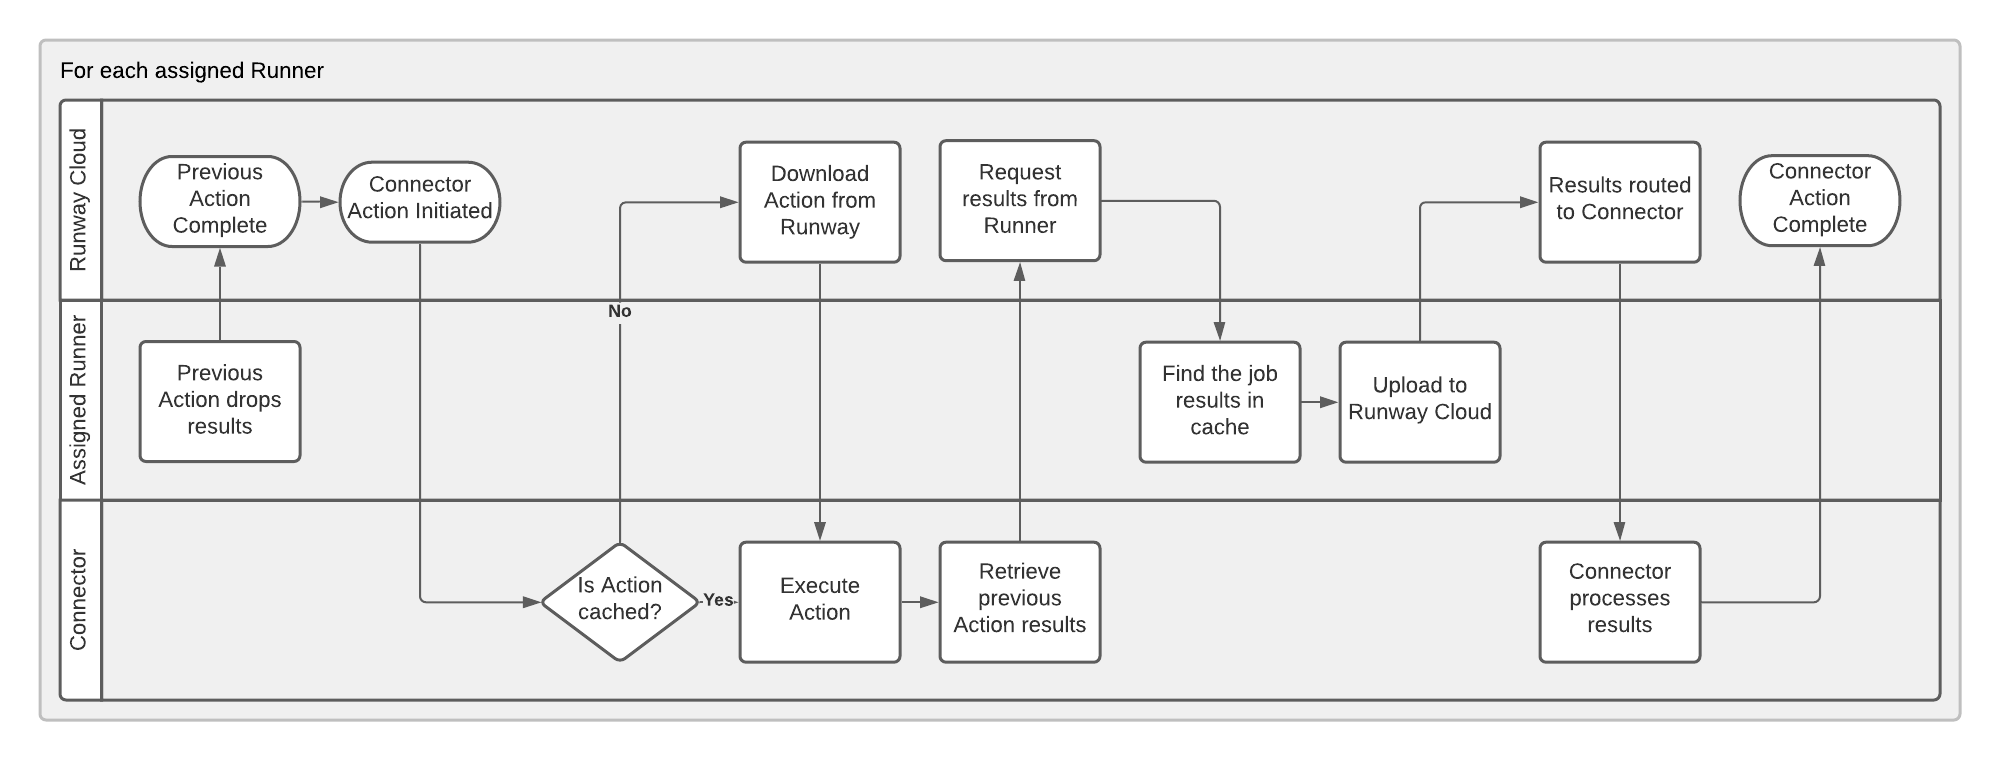 For each assigned Runner
Runway Cloud
Previous
Action
Complete
Connector
Action Initiated
Download
Action from
Runway
Request
results from
Runner
Results routed
to Connector
Connector
Action
Complete
No
Assigned Runner
Previous
Action drops
results
Find the job
results in
cache
Upload to
Runway Cloud
Connector
Is Action
cached?
Yes
Execute
Action
Retrieve
previous
Action results
Connector
processes
results